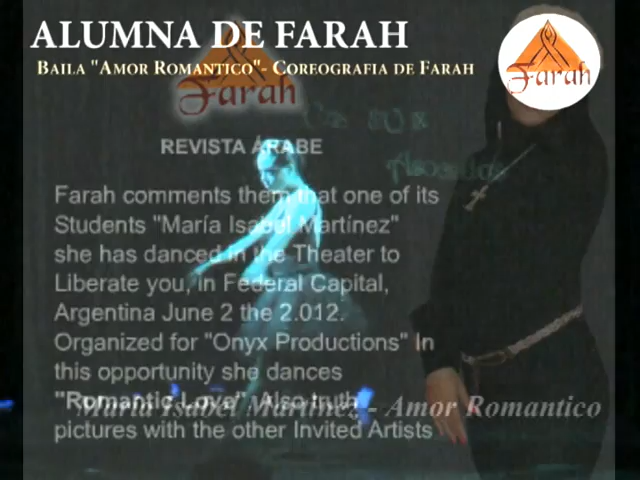 ALUMNA DE FARAH
BAILA "AMOR ROMANTICO"- COREOGRAFIA DE FARAH
Farah
Farah
REVISTA ÁRABE
Farah comments them that one of its
Students "María Isabel Martínez"
she has danced in the Theater to
Liberate you, in Federal Capital,
Argentina June 2 the 2.012.
Organized for "Onyx Productions" In
this opportunity she dances
"Romantic Love". Also truth
María Isabel Martínez - Amor Romantico
pictures with the other Invited Artists